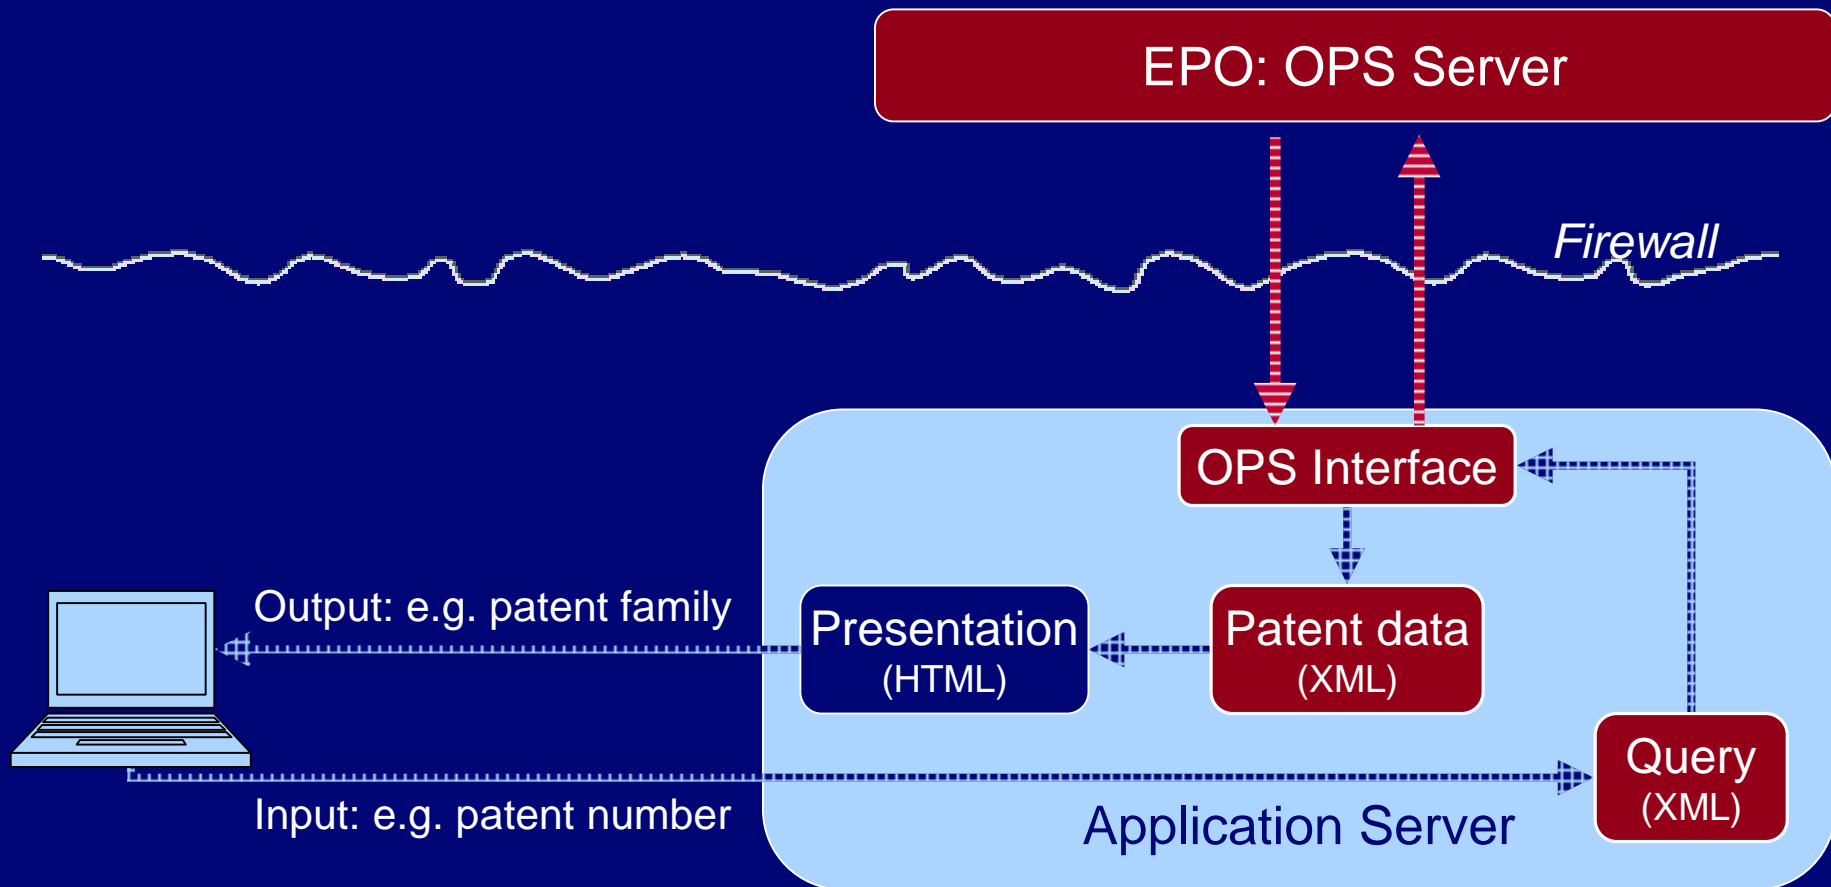 EPO: OPS Server
Firewall
OPS Interface
Output: e.g. patent family
Presentation
(HTML)
Patent data
(XML)
Query
(XML)
Input: e.g. patent number
Application Server